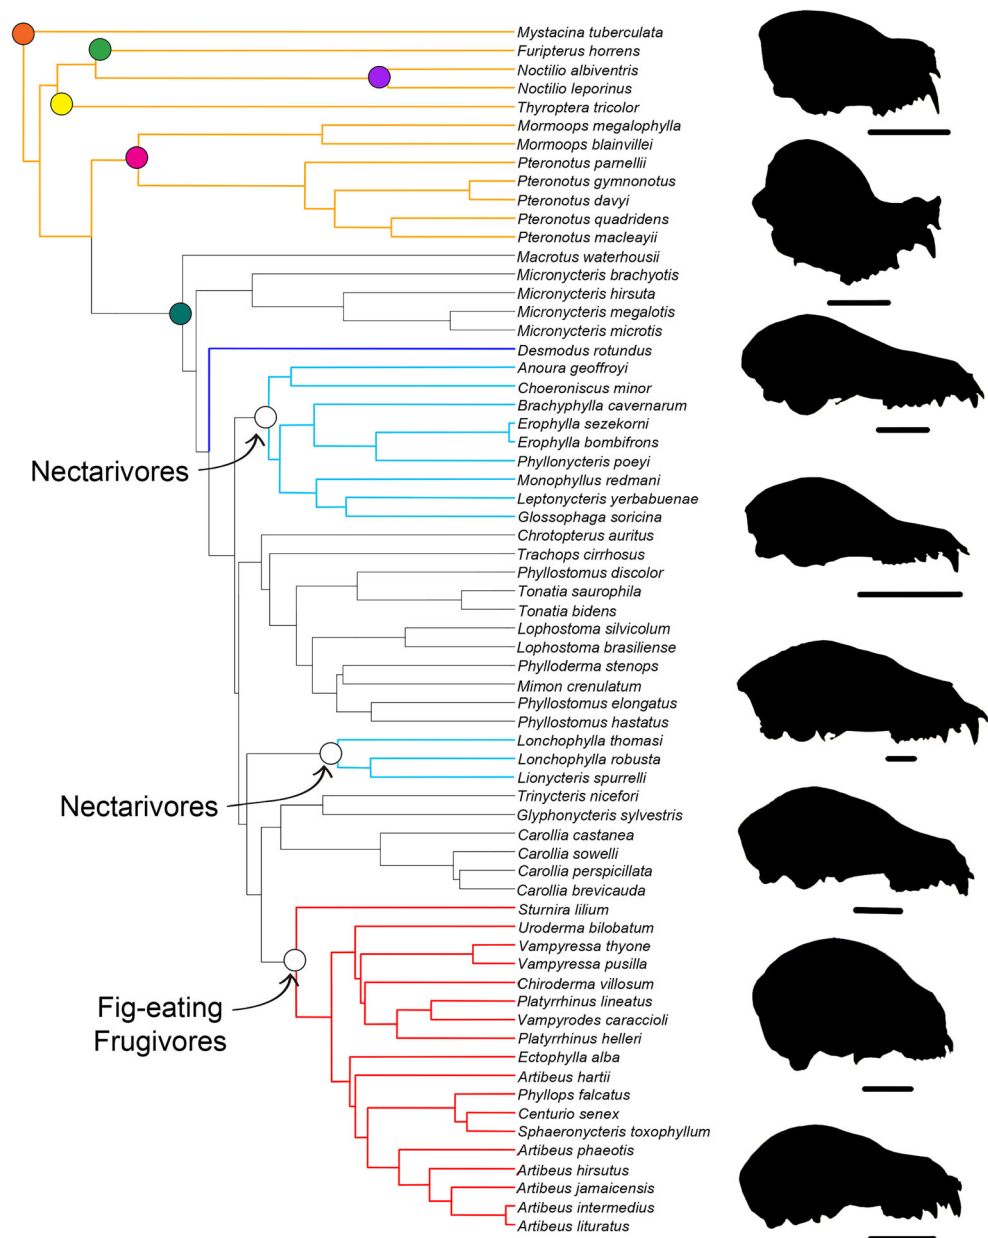 Mystacina tuberculata
Furipterus horrens
Noctilio albiventris
Noctilio leporinus
Thyroptera tricolor
Mormoops megalophylla
Mormoops blainvillei
Pteronotus parnellii
Pteronotus gymnonotus
Pteronotus davyi
Pteronotus quadridens
Pteronotus macleayii
Macrotus waterhousii
Micronycteris brachyotis
Micronycteris hirsuta
Micronycteris megalotis
Micronycteris microtis
Desmodus rotundus
Anoura geoffroyi
Choeroniscus minor
Brachyphylla cavernarum
Erophylla sezekorni
Erophylla bombifrons
Phyllonycteris poeyi
Nectarivores
Monophyllus redmani
Leptonycteris yerbabuenae
Glossophaga soricina
Chrotopterus auritus
Trachops cirrhosus
Phyllostomus discolor
Tonatia saurophila
Tonatia bidens
Lophostoma silvicolum
Lophostoma brasiliense
Phylloderma stenops
Mimon crenulatum
Phyllostomus elongatus
Phyllostomus hastatus
Lonchophylla thomasi
Lonchophylla robusta
Lionycteris spurrelli
Trinycteris nicefori
Nectarivores
Glyphonycteris sylvestris
Carollia castanea
Carollia sowelli
Carollia perspicillata
Carollia brevicauda
Sturnira lilium
Uroderma bilobatum
Vampyressa thyone
Vampyressa pusilla
Chiroderma villosum
Platyrrhinus lineatus
Fig-eating
Vampyrodes caraccioli
Platyrrhinus helleri
Frugivores
Ectophylla alba
Artibeus hartii
Phyllops falcatus
Centurio senex
Sphaeronycteris toxophyllum
Artibeus phaeotis
Artibeus hirsutus
Artibeus jamaicensis
Artibeus intermedius
Artibeus lituratus